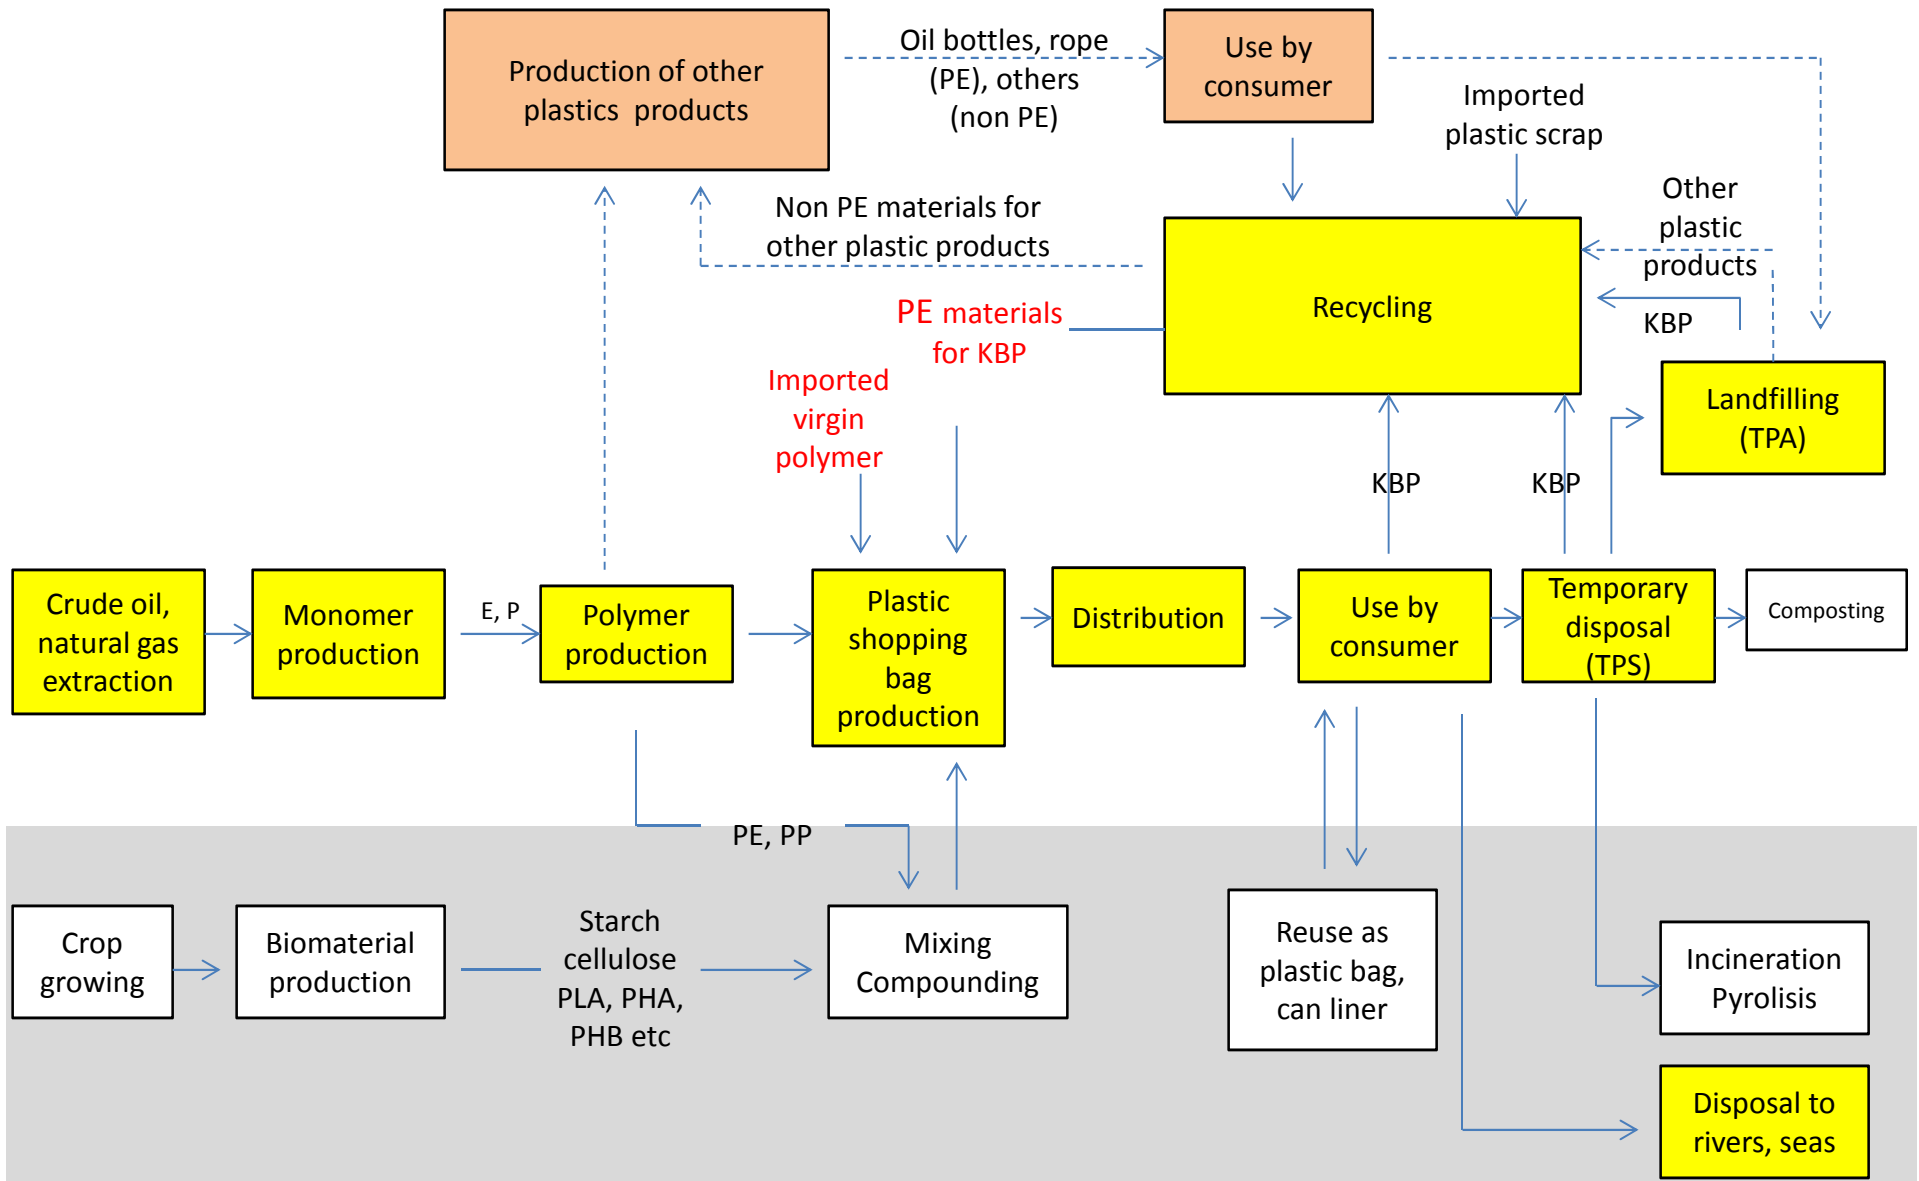 Production of other
plastics products
Oil bottles, rope
(PE), others
(non PE)
Use by
consumer
Imported
plastic scrap
Other
plastic
products
Non PE materials for
other plastic products
Recycling
KBP
PE materials
for KBP
Imported
virgin
polymer
Landfilling
(TPA)
KBP
KBP
Crude oil,
natural gas
extraction
Monomer
production
E, P
Polymer
production
Plastic
shopping
bag
production
Distribution
Use by
consumer
Temporary
disposal
(TPS)
Composting
PE, PP
Crop
growing
Biomaterial
production
Starch
cellulose
PLA, PHA,
PHB etc
Mixing
Compounding
Reuse as
plastic bag,
can liner
Incineration
Pyrolisis
Disposal to
rivers, seas